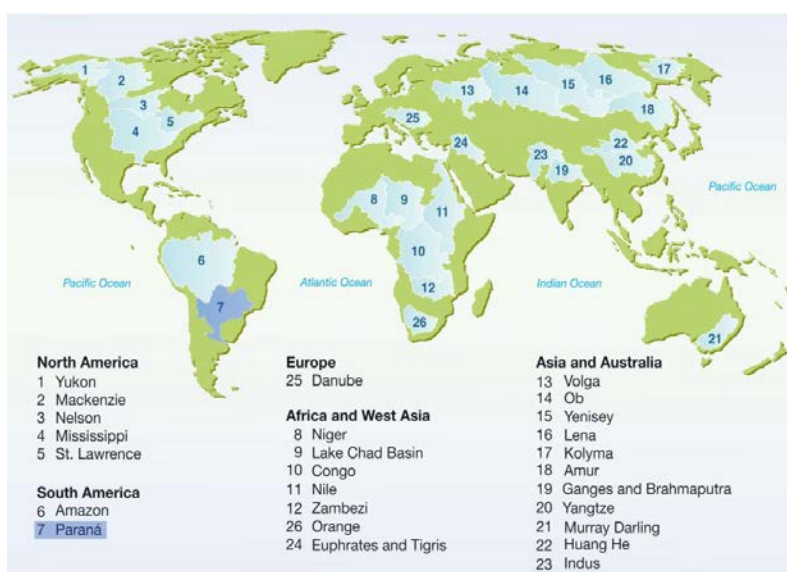 1
2
3
4
5
6
7
8
9
10
11
12
26
13
14
15
16
17
18
25
24
22
23
20
19
21
Pacific Ocean
Pacific Ocean
Atlantic Ocean
Indian Ocean
North America
1 Yukon
2 Mackenzie
3 Nelson
4 Mississippi
5 St. Lawrence
South America
6 Amazon
7 Paraná
Europe
25 Danube
Africa and West Asia
8 Niger
9 Lake Chad Basin
10 Congo
11 Nile
12 Zambezi
26 Orange
24 Euphrates and Tigris
Asia and Australia
13 Volga
14 Ob
15 Yenisey
16 Lena
17 Kolyma
18 Amur
19 Ganges and Brahmaputra
20 Yangtze
21 Murray Darling
22 Huang He
23 Indus